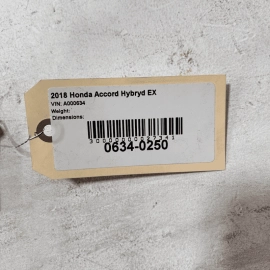 2018 Honda Accord Hybryd EX
VIN: A000634
Weight:
Dimensions:
0634-0250